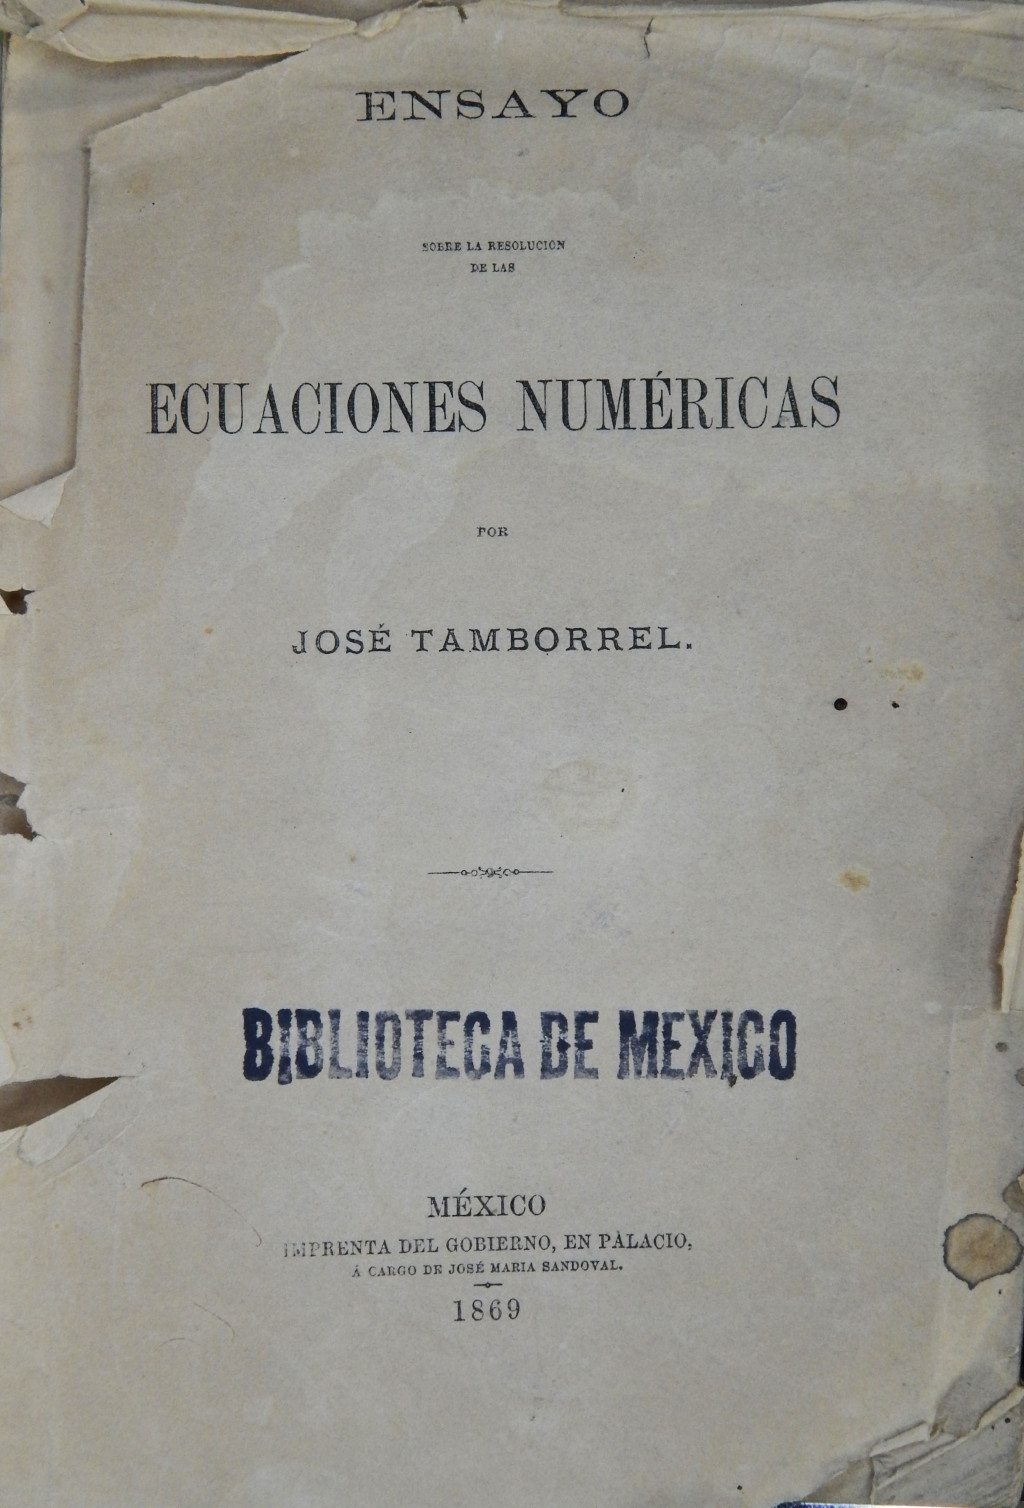 ENSAYO
SOBRE LA RESOLUCION
DE LAS
ECUACIONES NUMÉRICAS
POR
JOSÉ TAMBORREL.
BIBLIOTECA DE MEXICO
MÉXICO
IMPRENTA DEL GOBIERNO, EN PALACIO,
Á CARGO DE JOSÉ MARIA SANDOVAL.
1869